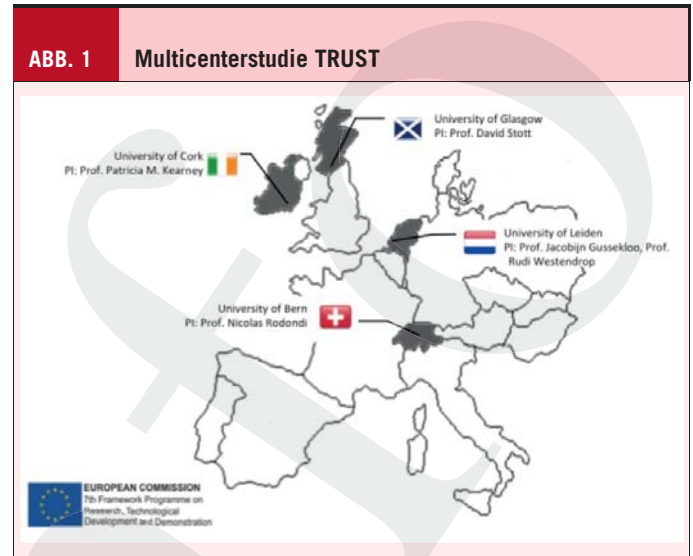 ABB. 1 Multicenterstudie TRUST
University of Glasgow
PI: Prof. David Stott
University of Cork
PI: Prof. Patricia M. Kearney
University of Leiden
PI: Prof. Jacobijn Gussekloo, Prof.
Rudi Westendrop
University of Bern
PI: Prof. Nicolas Rodondi
EUROPEAN COMMISSION
7th Framework Programme on
Research, Technological
Development and Demonstration